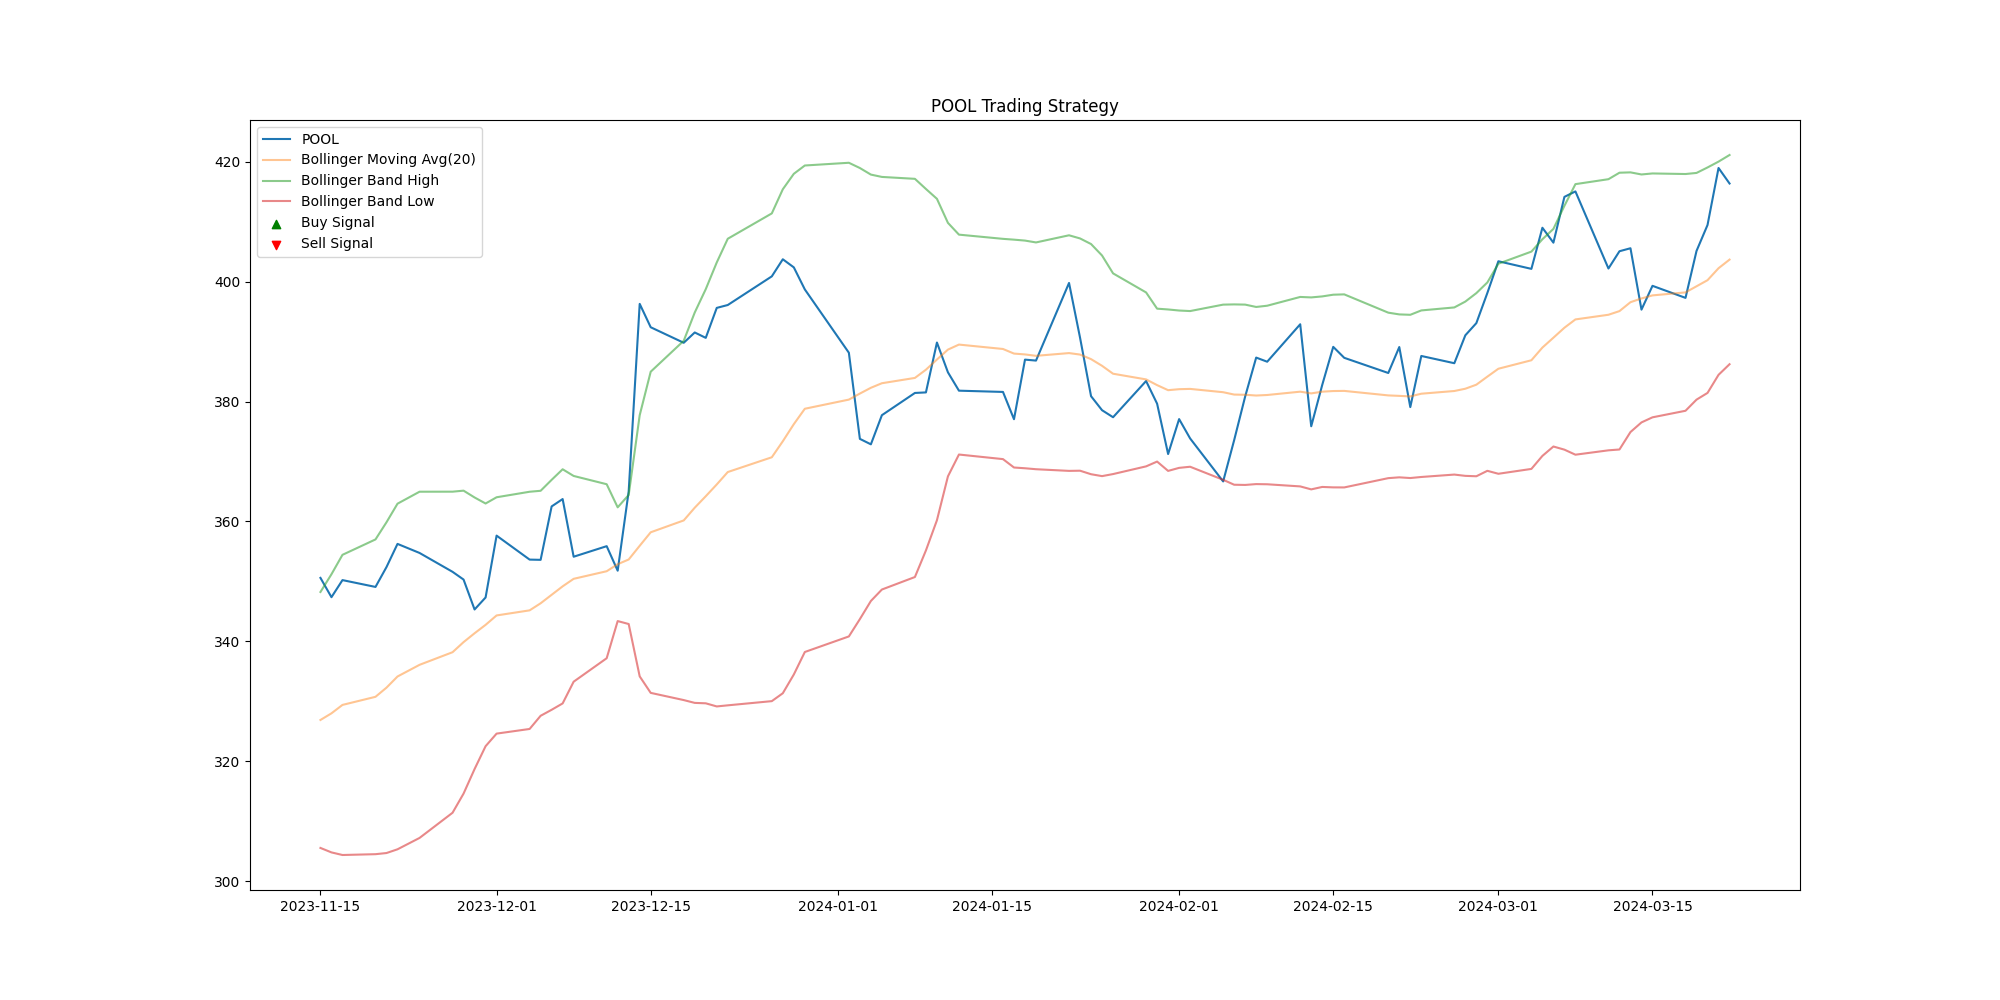 POOL Trading Strategy
POOL
Bollinger Moving Avg(20)
Bollinger Band High
Bollinger Band Low
Buy Signal
Sell Signal
420
400
380
360
340
320
300
2023-11-15 2023-12-01 2023-12-15 2024-01-01 2024-01-15 2024-02-01 2024-02-15 2024-03-01 2024-03-15